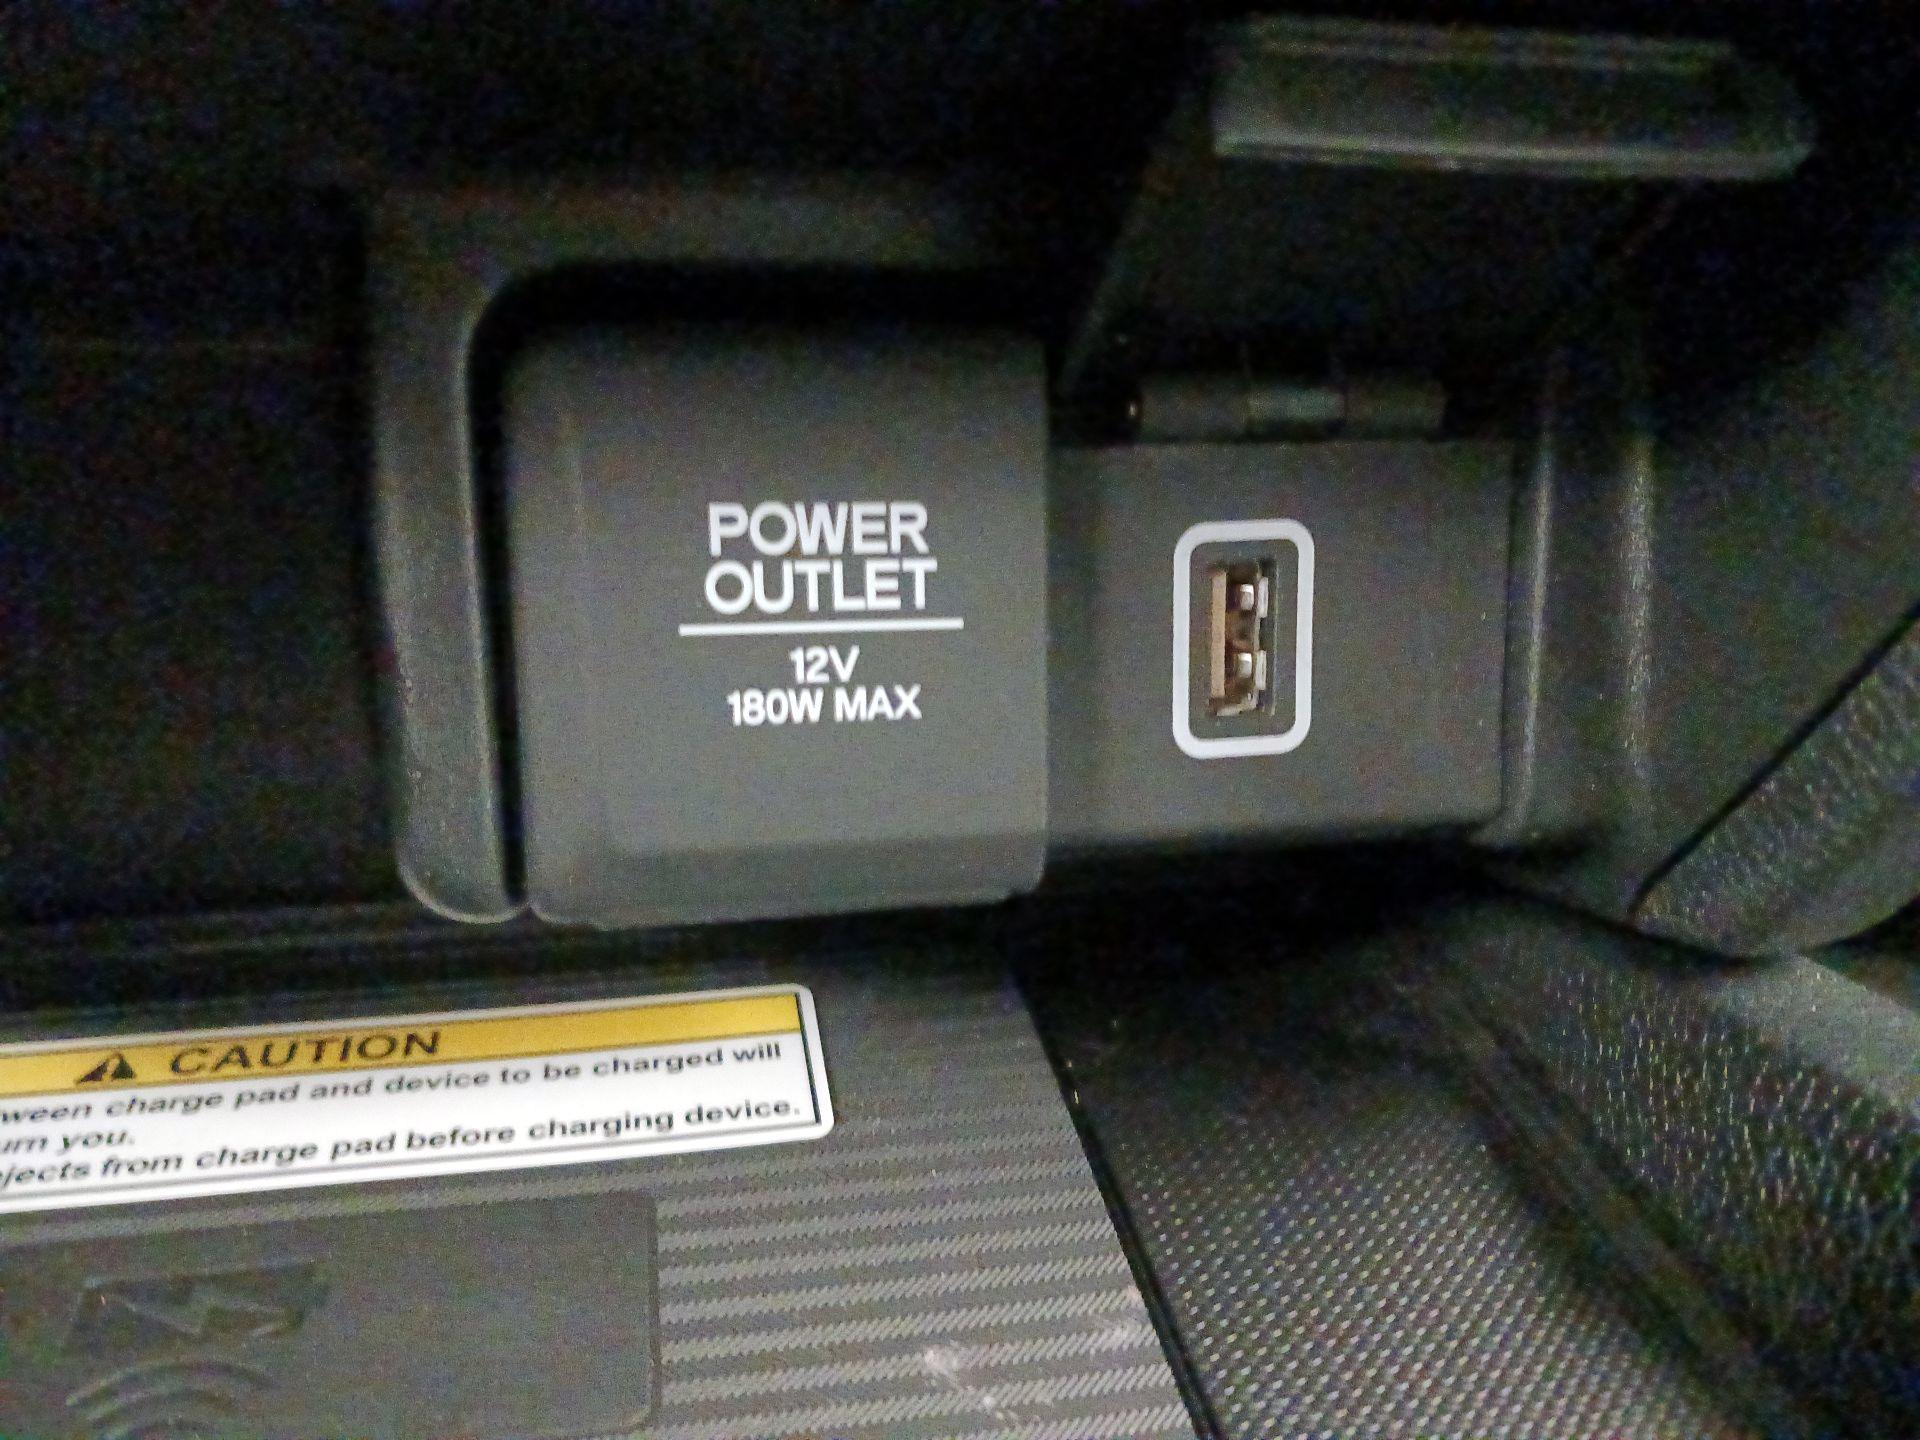 POWER
OUTLET
12V
180W MAX
CAUTION
charge pad and device to be charged will
you.
from charge pad before charging device.